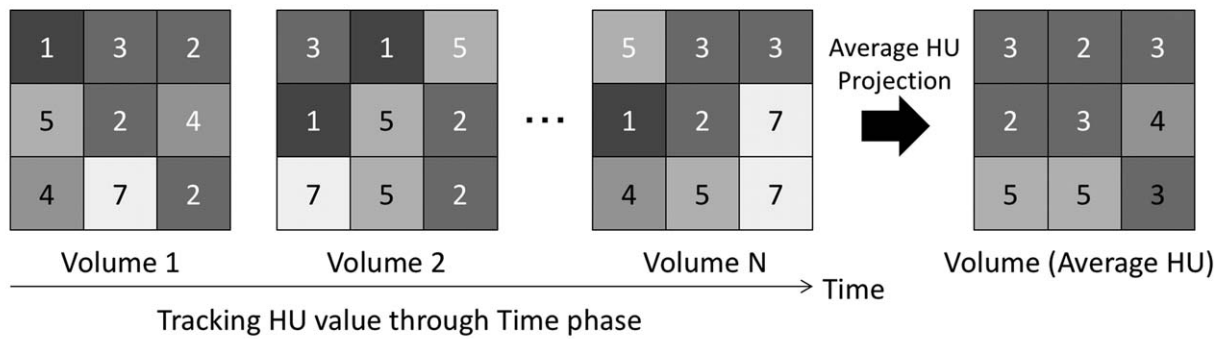 1 3 2
5 2 4
4 7 2
Volume 1
3 1 5
1 5 2
7 5 2
Volume 2
...
5 3 3
1 2 7
4 5 7
Volume N
Average HU
Projection
3 2 3
2 3 4
5 5 3
Volume (Average HU)
Time
Tracking HU value through Time phase